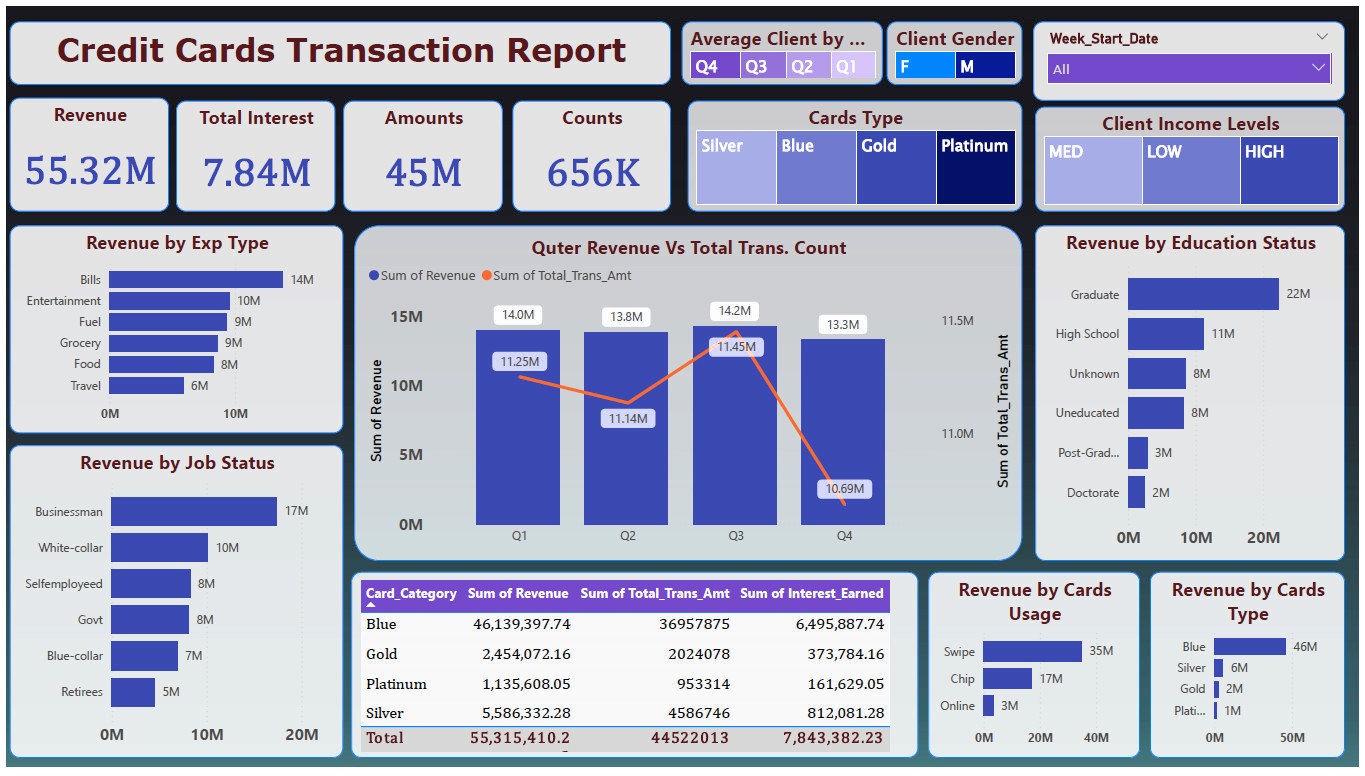 Credit Cards Transaction Report
Average Client by ...
Q4 Q3 Q2 Q1
Client Gender
F M
Week_Start_Date
All
Revenue
55.32M
Total Interest
7.84M
Amounts
45M
Counts
656K
Cards Type
Silver Blue Gold Platinum
Client Income Levels
MED LOW HIGH
Revenue by Exp Type
Bills 14M
Entertainment 10M
Fuel 9M
Grocery 9M
Food 8M
Travel 6M
0M 10M
Quter Revenue Vs Total Trans. Count
Sum of Revenue Sum of Total_Trans_Amt
15M
10M
5M
0M
Sum of Revenue
14.0M 13.8M 14.2M 13.3M
11.25M 11.14M 11.45M 10.69M
Q1 Q2 Q3 Q4
11.5M
11.0M
Sum of Total_Trans_Amt
Revenue by Education Status
Graduate 22M
High School 11M
Unknown 8M
Uneducated 8M
Post-Grad... 3M
Doctorate 2M
0M 10M 20M
Revenue by Job Status
Businessman 17M
White-collar 10M
Selfemployeed 8M
Govt 8M
Blue-collar 7M
Retirees 5M
0M 10M 20M
Card_Category Sum of Revenue Sum of Total_Trans_Amt Sum of Interest_Earned
Blue 46,139,397.74 36957875 6,495,887.74
Gold 2,454,072.16 2024078 373,784.16
Platinum 1,135,608.05 953314 161,629.05
Silver 5,586,332.28 4586746 812,081.28
Total 55,315,410.2 44522013 7,843,382.23
Revenue by Cards
Usage
Swipe 35M
Chip 17M
Online 3M
0M 20M 40M
Revenue by Cards
Type
Blue 46M
Silver 6M
Gold 2M
Plati... 1M
0M 50M